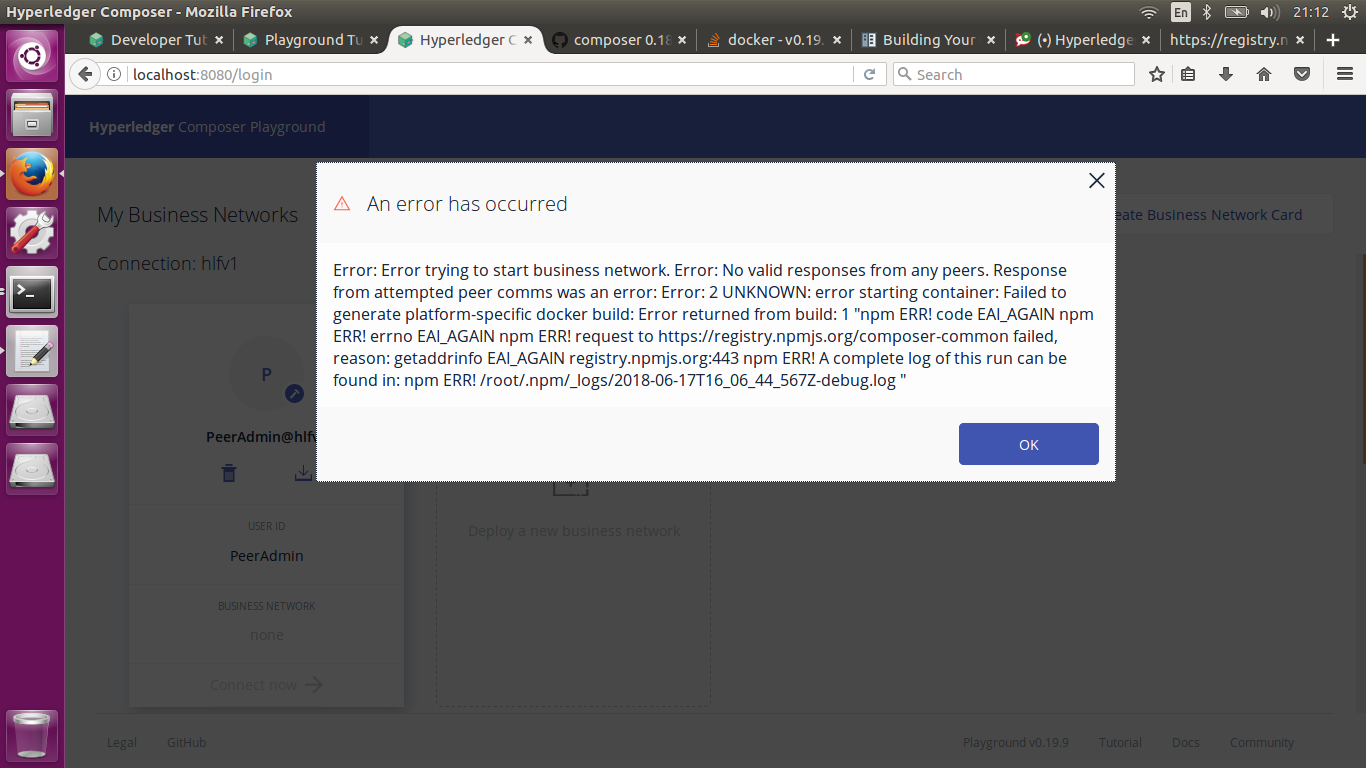 Hyperledger Composer - Mozilla Firefox
En
21:12
Developer Tut
Playground Tu
Hyperledger C
composer 0.18
docker - v0.19.
Building Your
(•) Hyperledge
https://registry.n
localhost:8080/login
Search
Hyperledger Composer Playground
My Business Networks
eate Business Network Card
Connection: hlfv1
An error has occurred
Error: Error trying to start business network. Error: No valid responses from any peers. Response
from attempted peer comms was an error: Error: 2 UNKNOWN: error starting container: Failed to
generate platform-specific docker build: Error returned from build: 1 "npm ERR! code EAI_AGAIN npm
ERR! errno EAI_AGAIN npm ERR! request to https://registry.npmjs.org/composer-common failed,
reason: getaddrinfo EAI_AGAIN registry.npmjs.org:443 npm ERR! A complete log of this run can be
found in: npm ERR! /root/.npm/_logs/2018-06-17T16_06_44_567Z-debug.log "
OK
P
PeerAdmin@hlfv
USER ID
PeerAdmin
BUSINESS NETWORK
none
Connect now
Deploy a new business network
Legal
GitHub
Playground v0.19.9
Tutorial
Docs
Community